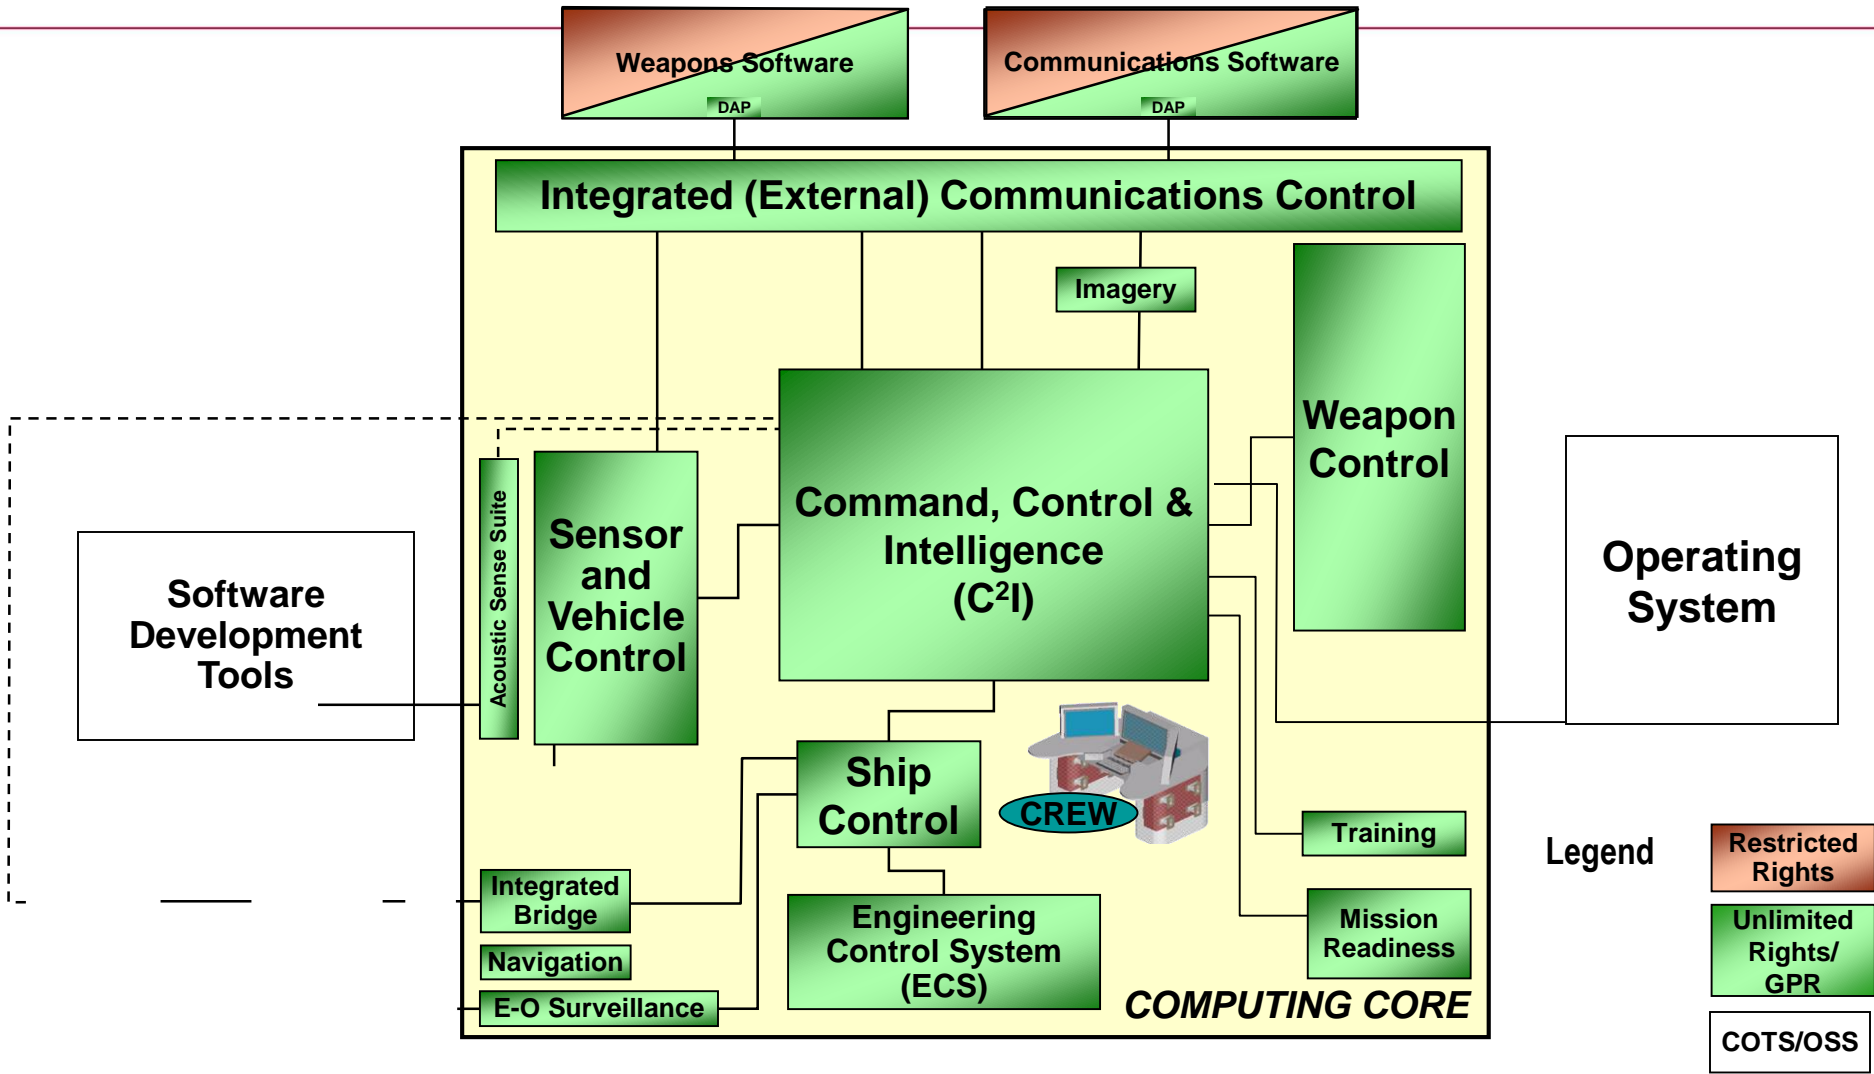 Weapons Software
DAP
Communications Software
DAP
Integrated (External) Communications Control
Imagery
Weapon
Control
Command, Control &
Intelligence
(C²I)
Acoustic Sense Suite
Sensor
and
Vehicle
Control
Software
Development
Tools
Operating
System
Ship
Control
CREW
Training
Integrated
Bridge
Navigation
E-O Surveillance
Engineering
Control System
(ECS)
Mission
Readiness
COMPUTING CORE
Legend
Restricted
Rights
Unlimited
Rights/
GPR
COTS/OSS